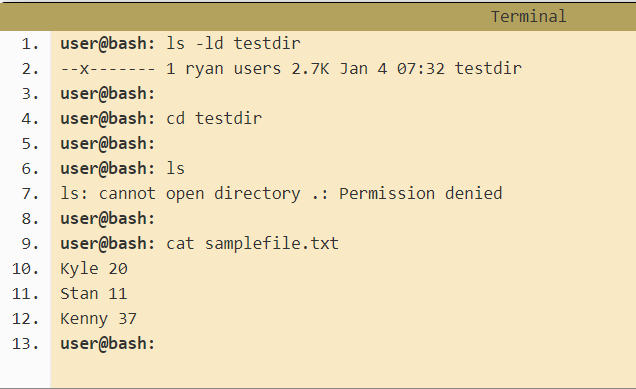 Terminal
1. user@bash: ls -ld testdir
2. --x------- 1 ryan users 2.7K Jan 4 07:32 testdir
3. user@bash:
4. user@bash: cd testdir
5. user@bash:
6. user@bash: ls
7. ls: cannot open directory .: Permission denied
8. user@bash:
9. user@bash: cat samplefile.txt
10. Kyle 20
11. Stan 11
12. Kenny 37
13. user@bash: